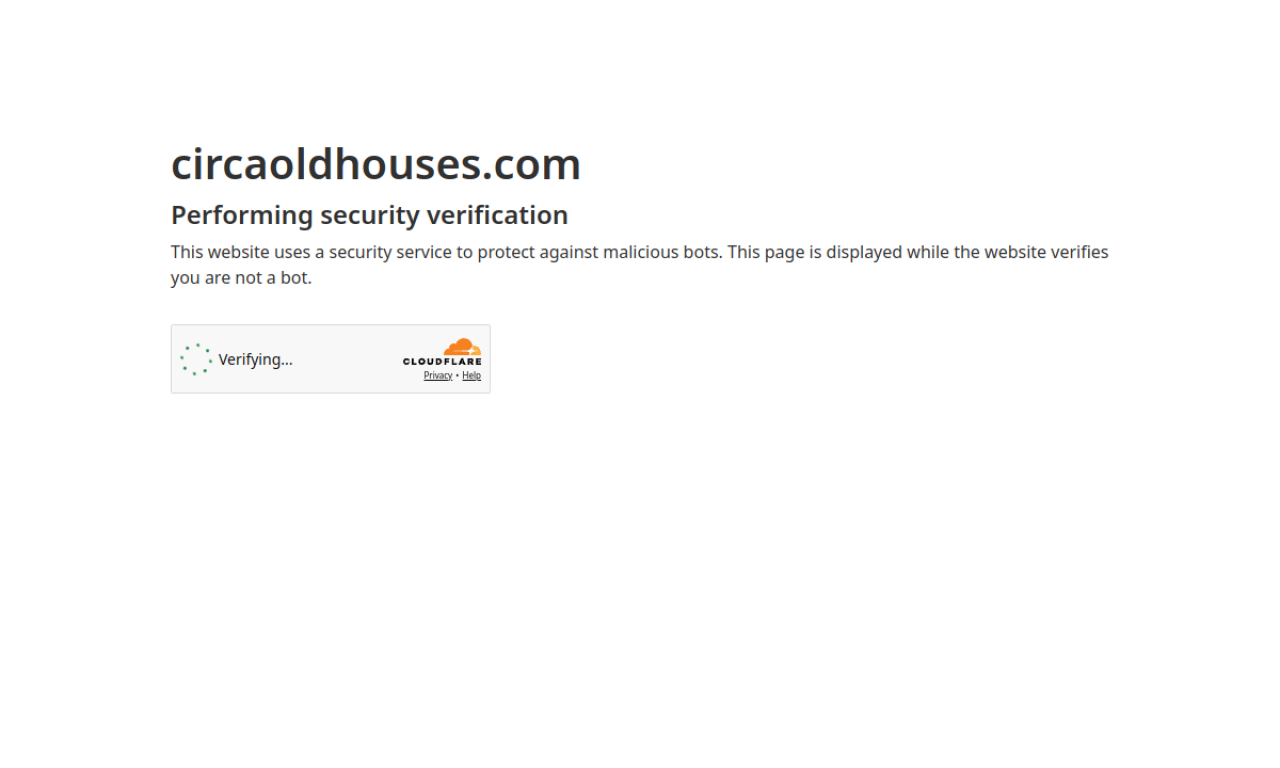 circaoldhouses.com
Performing security verification
This website uses a security service to protect against malicious bots. This page is displayed while the website verifies
you are not a bot.
Verifying...
CLOUDFLARE
Privacy • Help